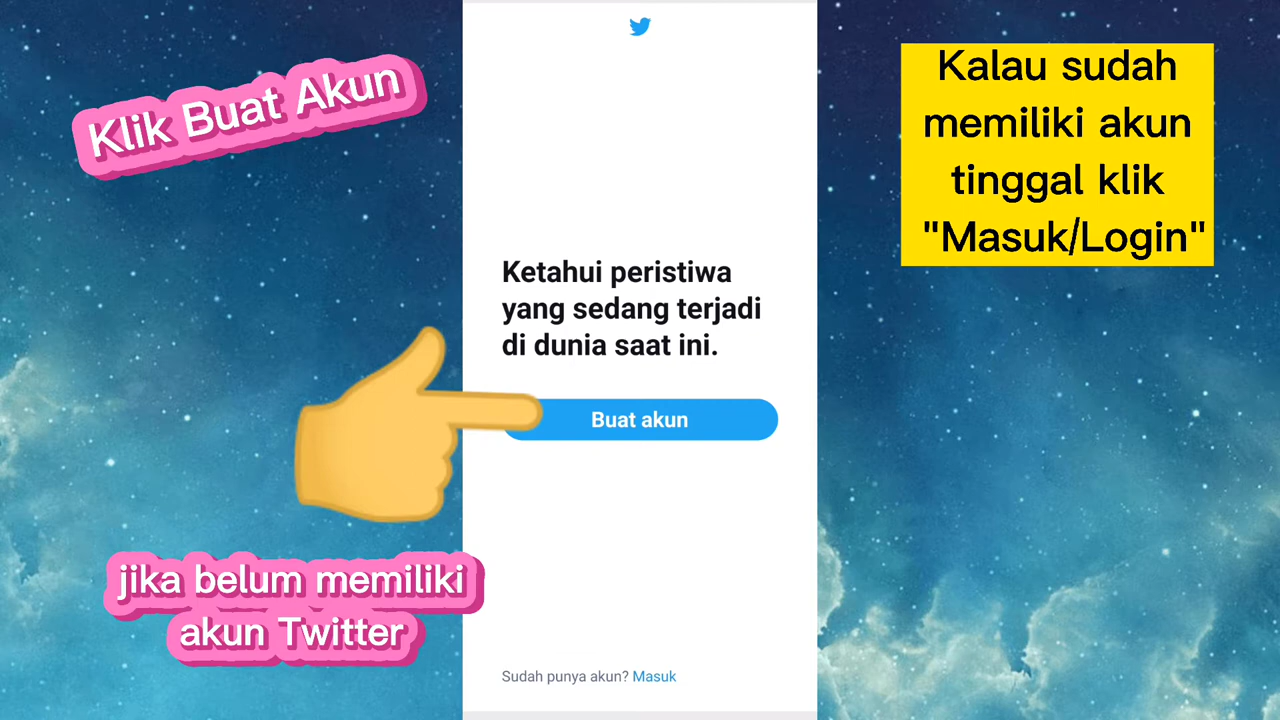 Klik Buat Akun
Kalau sudah
memiliki akun
tinggal klik
"Masuk/Login"
Ketahui peristiwa
yang sedang terjadi
di dunia saat ini.
Buat akun
jika belum memiliki
akun Twitter
Sudah punya akun? Masuk